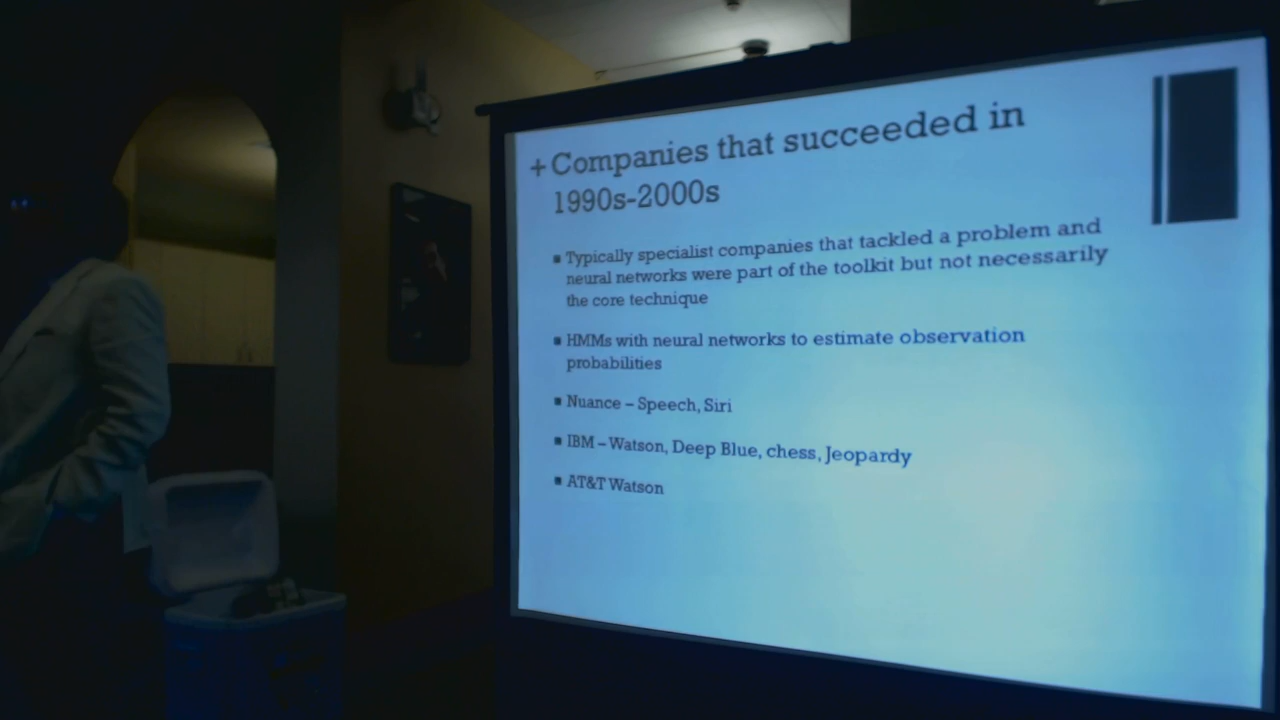 + Companies that succeeded in
1990s-2000s
▪ Typically specialist companies that tackled a problem and
neural networks were part of the toolkit but not necessarily
the core technique
▪ HMMs with neural networks to estimate observation
probabilities
▪ Nuance – Speech, Siri
▪ IBM – Watson, Deep Blue, chess, Jeopardy
▪ AT&T Watson